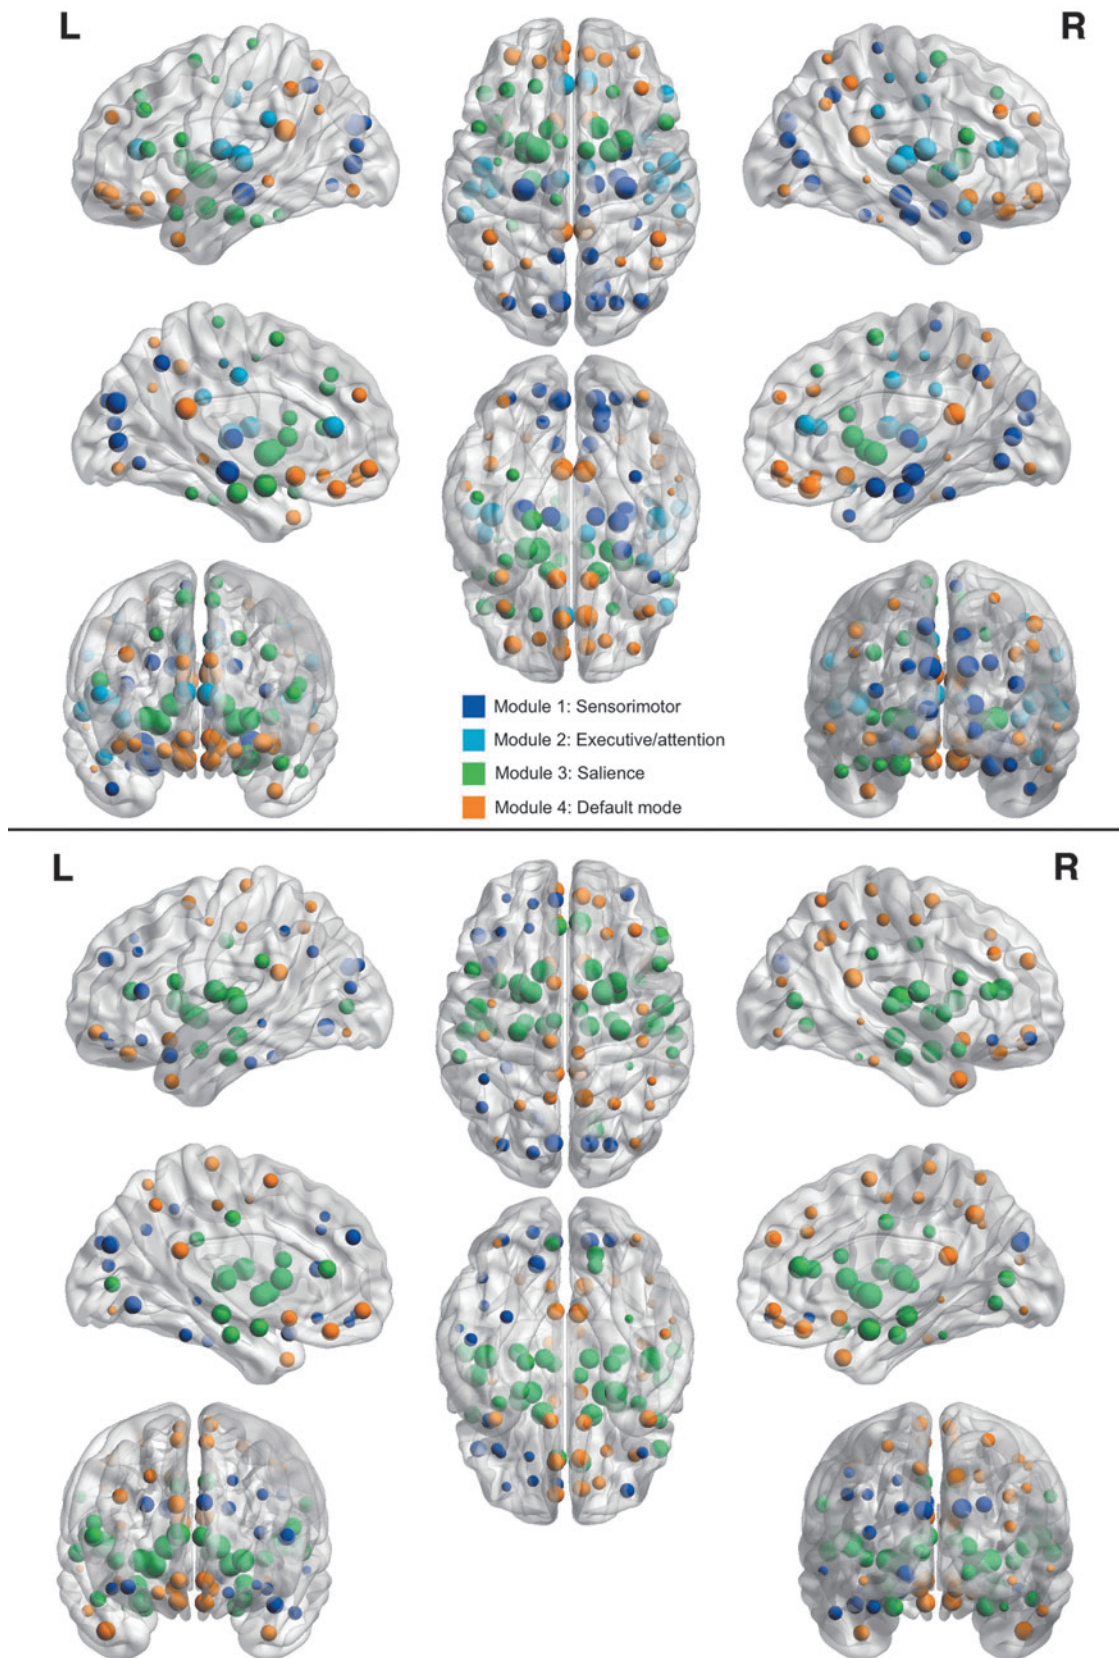 L
R
Module 1: Sensorimotor
Module 2: Executive/attention
Module 3: Salience
Module 4: Default mode
L
R